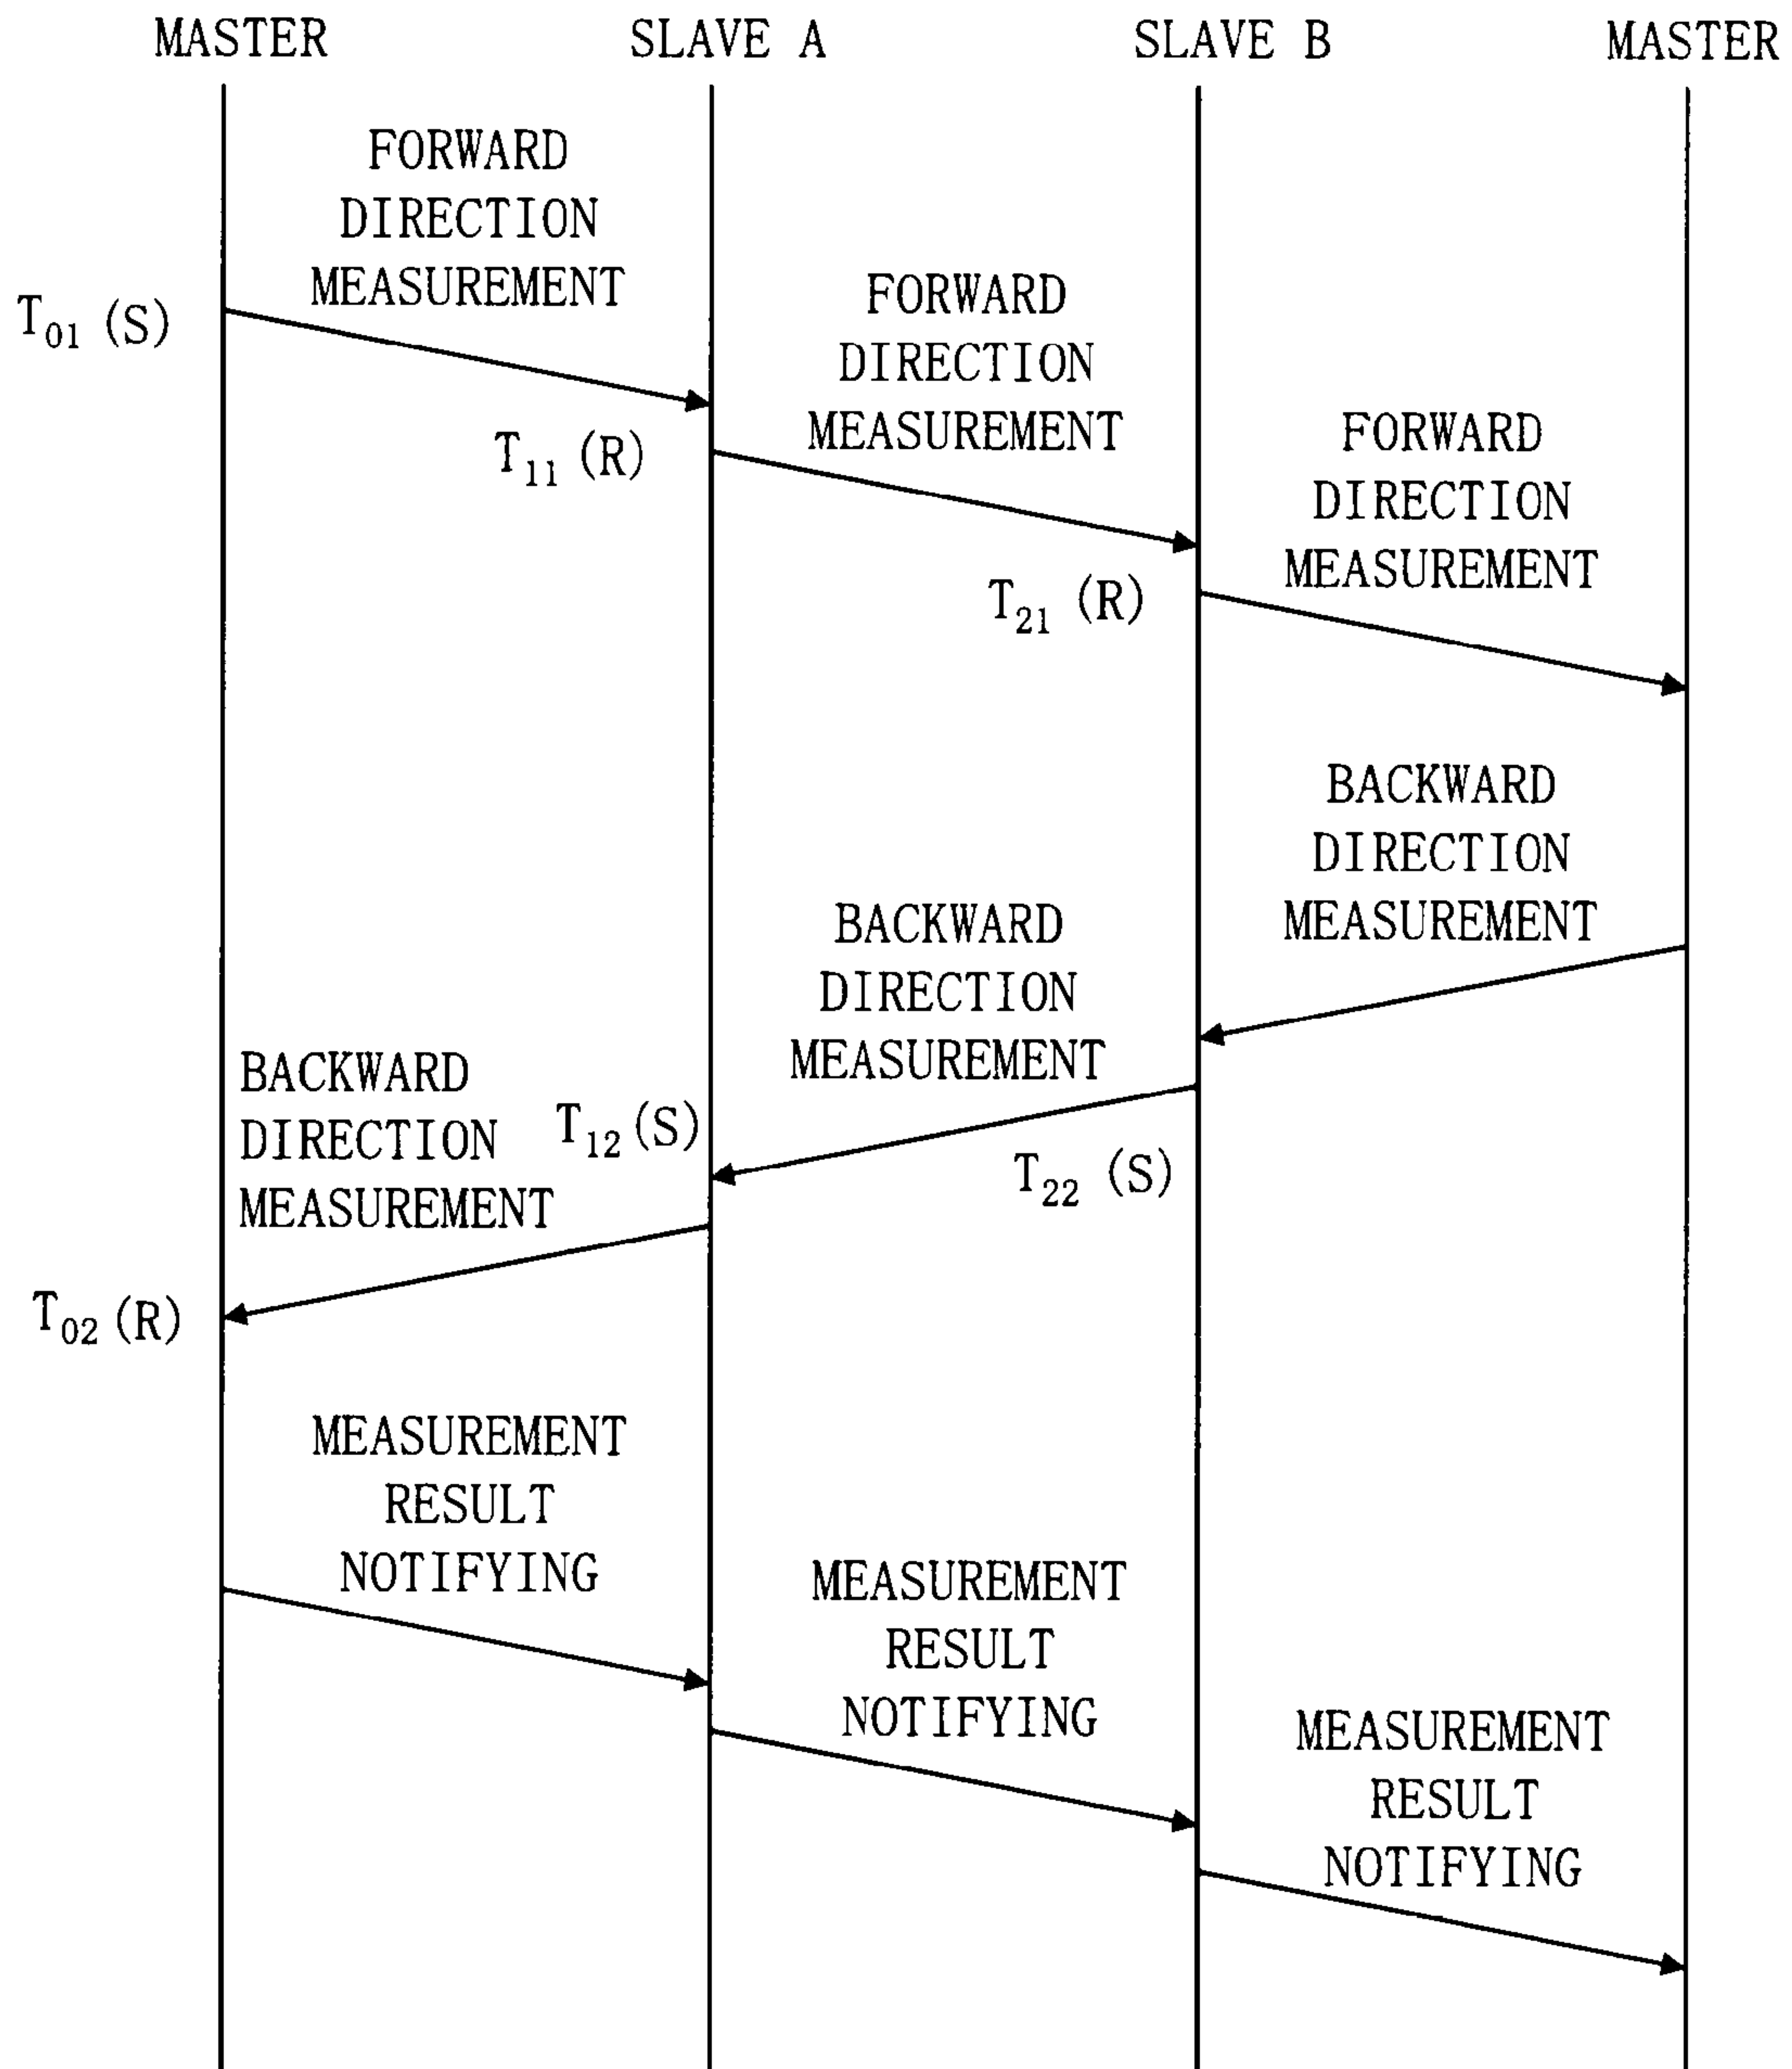 MASTER
SLAVE A
SLAVE B
MASTER
FORWARD
DIRECTION
MEASUREMENT
T01 (S)
FORWARD
DIRECTION
MEASUREMENT
T11 (R)
FORWARD
DIRECTION
MEASUREMENT
T21 (R)
BACKWARD
DIRECTION
MEASUREMENT
BACKWARD
DIRECTION
MEASUREMENT
T22 (S)
BACKWARD
DIRECTION
MEASUREMENT
T12 (S)
T02 (R)
MEASUREMENT
RESULT
NOTIFYING
MEASUREMENT
RESULT
NOTIFYING
MEASUREMENT
RESULT
NOTIFYING